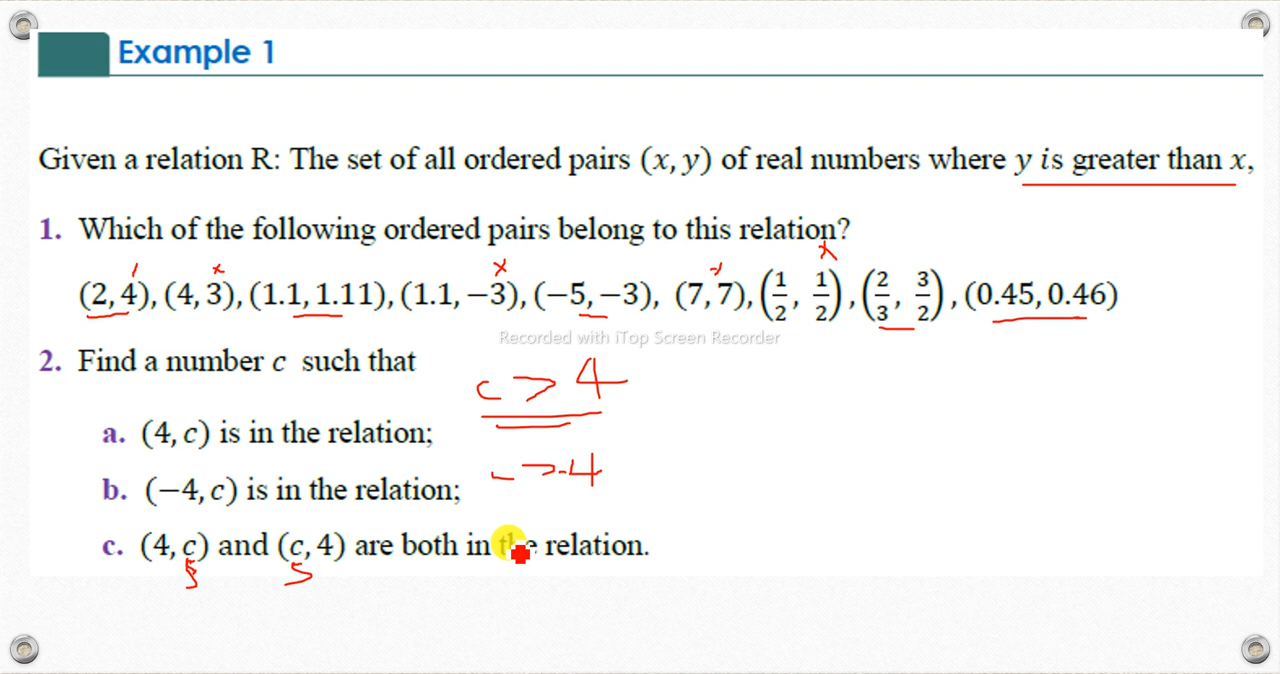 Example 1
Given a relation R: The set of all ordered pairs (x, y) of real numbers where y is greater than x,
1. Which of the following ordered pairs belong to this relation?
(2, 4), (4, 3), (1.1, 1.11), (1.1, −3), (−5, −3), (7, 7), (1/2, 1/2), (2/3, 3/2), (0.45, 0.46)
Recorded with iTop Screen Recorder
2. Find a number c such that
c > 4
a. (4, c) is in the relation;
c > -4
b. (−4, c) is in the relation;
c. (4, c) and (c, 4) are both in the relation.
5 5